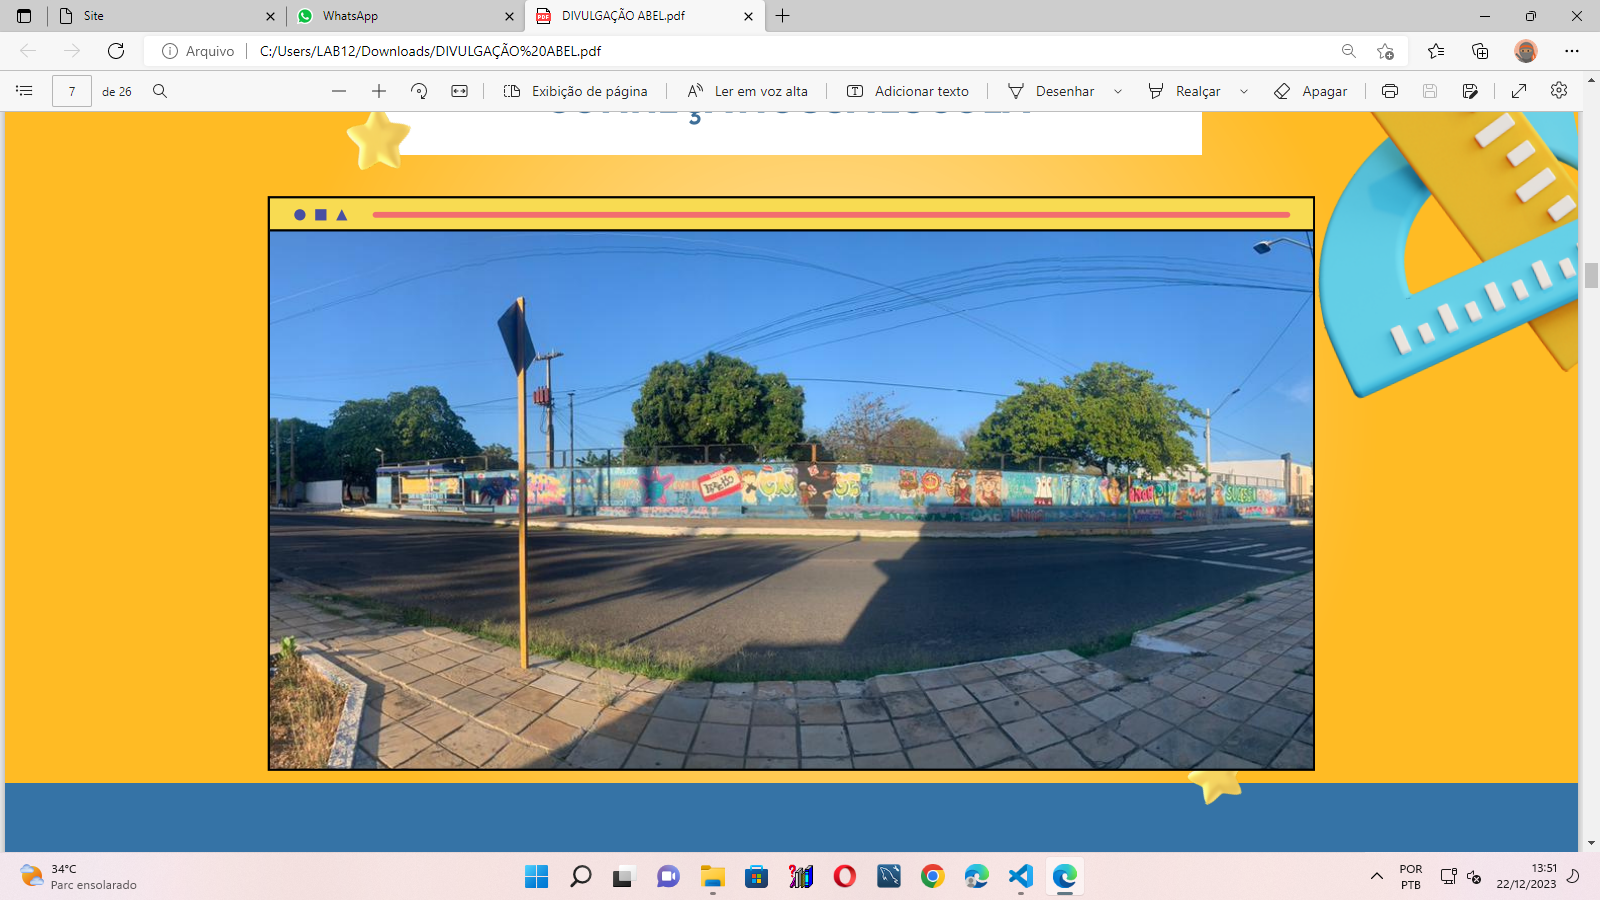 Site
WhatsApp
DIVULGAÇÃO ABEL.pdf
Arquivo
C:/Users/LAB12/Downloads/DIVULGAÇÃO%20ABEL.pdf
7 de 26
Exibição de página
Ler em voz alta
Adicionar texto
Desenhar
Realçar
Apagar
34°C
Parc ensolarado
POR
PTB
13:51
22/12/2023